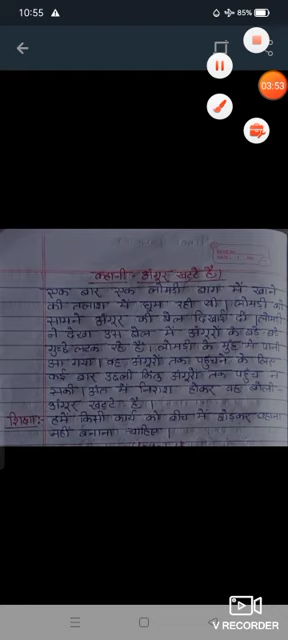 10:55
85%
03:53
कहानी - अंगूर खट्टे हैं।
एक बार एक लोमड़ी बाग में खाने
की तलाश में घूम रही थी। लोमड़ी को
सामने अंगूर की बेल दिखाई दी। लोमड़ी
ने देखा उस बेल में अंगूरों के बड़े बड़े
गुच्छे लटक रहे हैं। लोमड़ी के मुंह में पानी
आ गया। वह अंगूरों तक पहुंचने के लिए
कई बार उछली किंतु अंगूरों तक पहुंच न
सकी। अंत में निराश होकर वह बोली
अंगूर खट्टे हैं।
शिक्षा:- हमें किसी कार्य को बीच में छोड़कर बहाना
नहीं बनाना चाहिए।
V RECORDER